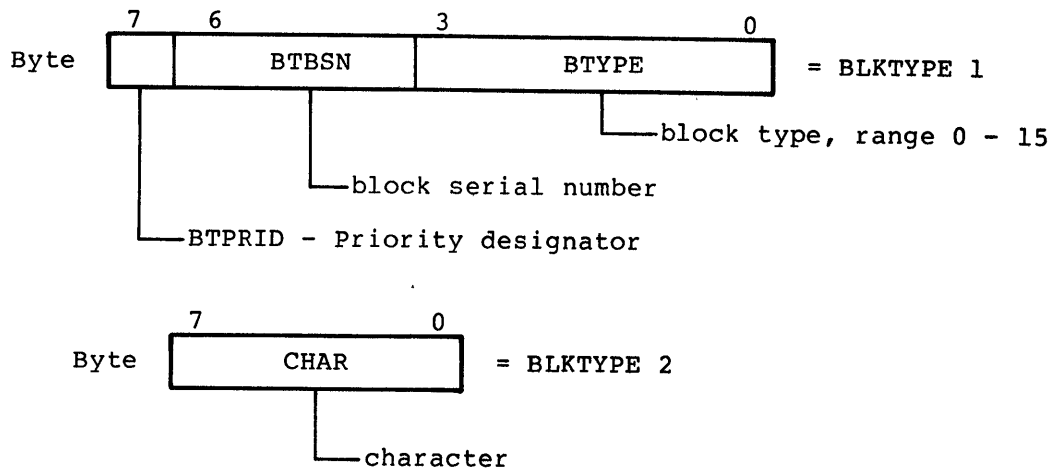 7 6 3 0
Byte BTBSN BTYPE = BLKTYPE 1
block type, range 0 - 15
block serial number
BTPRID - Priority designator
7 0
Byte CHAR = BLKTYPE 2
character